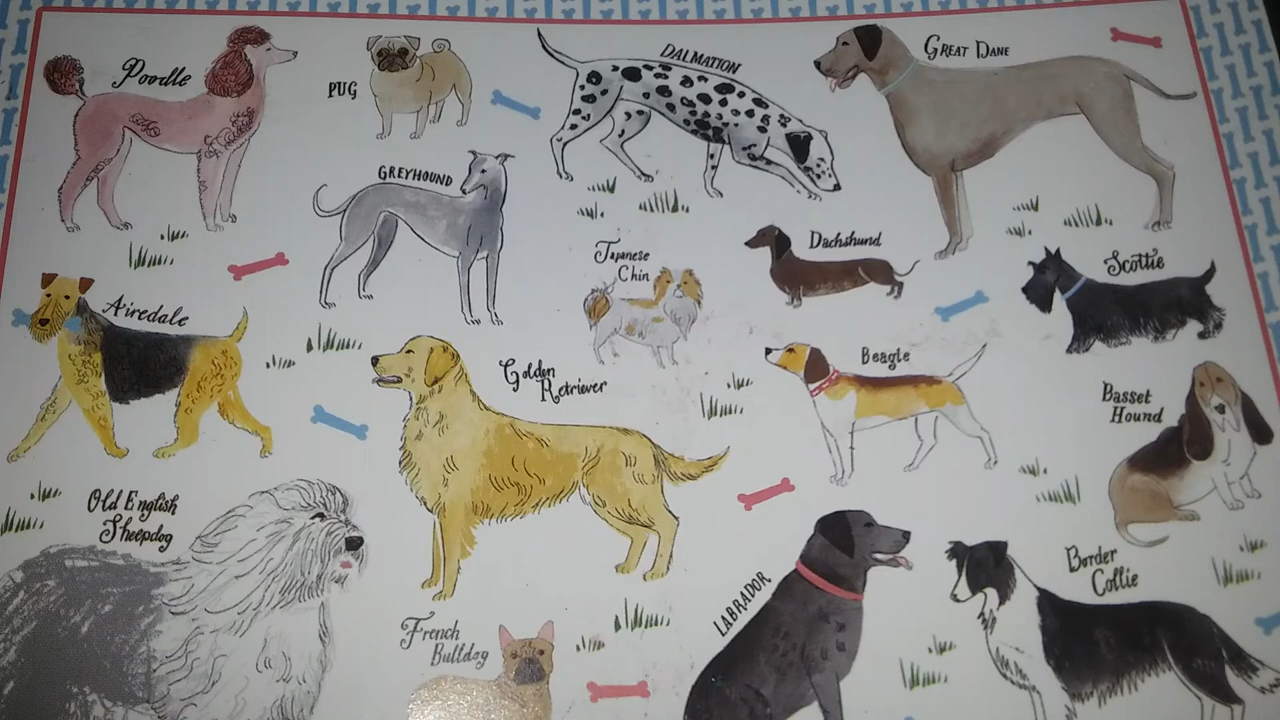 Poodle
PUG
DALMATION
GREAT DANE
GREYHOUND
Japanese
Chin
Dachshund
Scottie
Airedale
Golden
Retriever
Beagle
Basset
Hound
Old English
Sheepdog
French
Bulldog
LABRADOR
Border
Collie